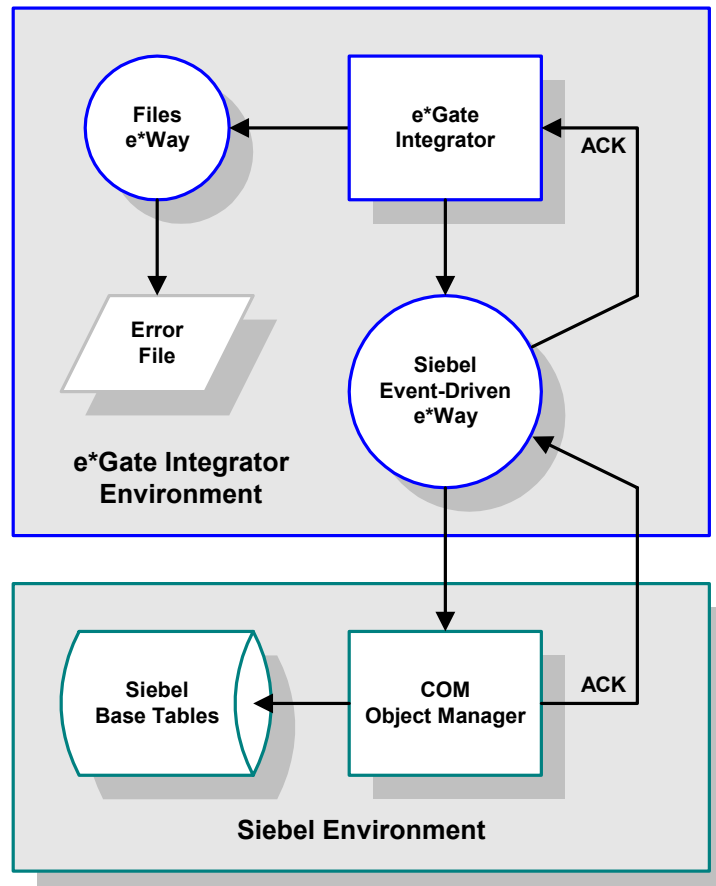 Files
e*Way
e*Gate
Integrator
ACK
Error
File
Siebel
Event-Driven
e*Way
e*Gate Integrator
Environment
Siebel
Base Tables
COM
Object Manager
ACK
Siebel Environment